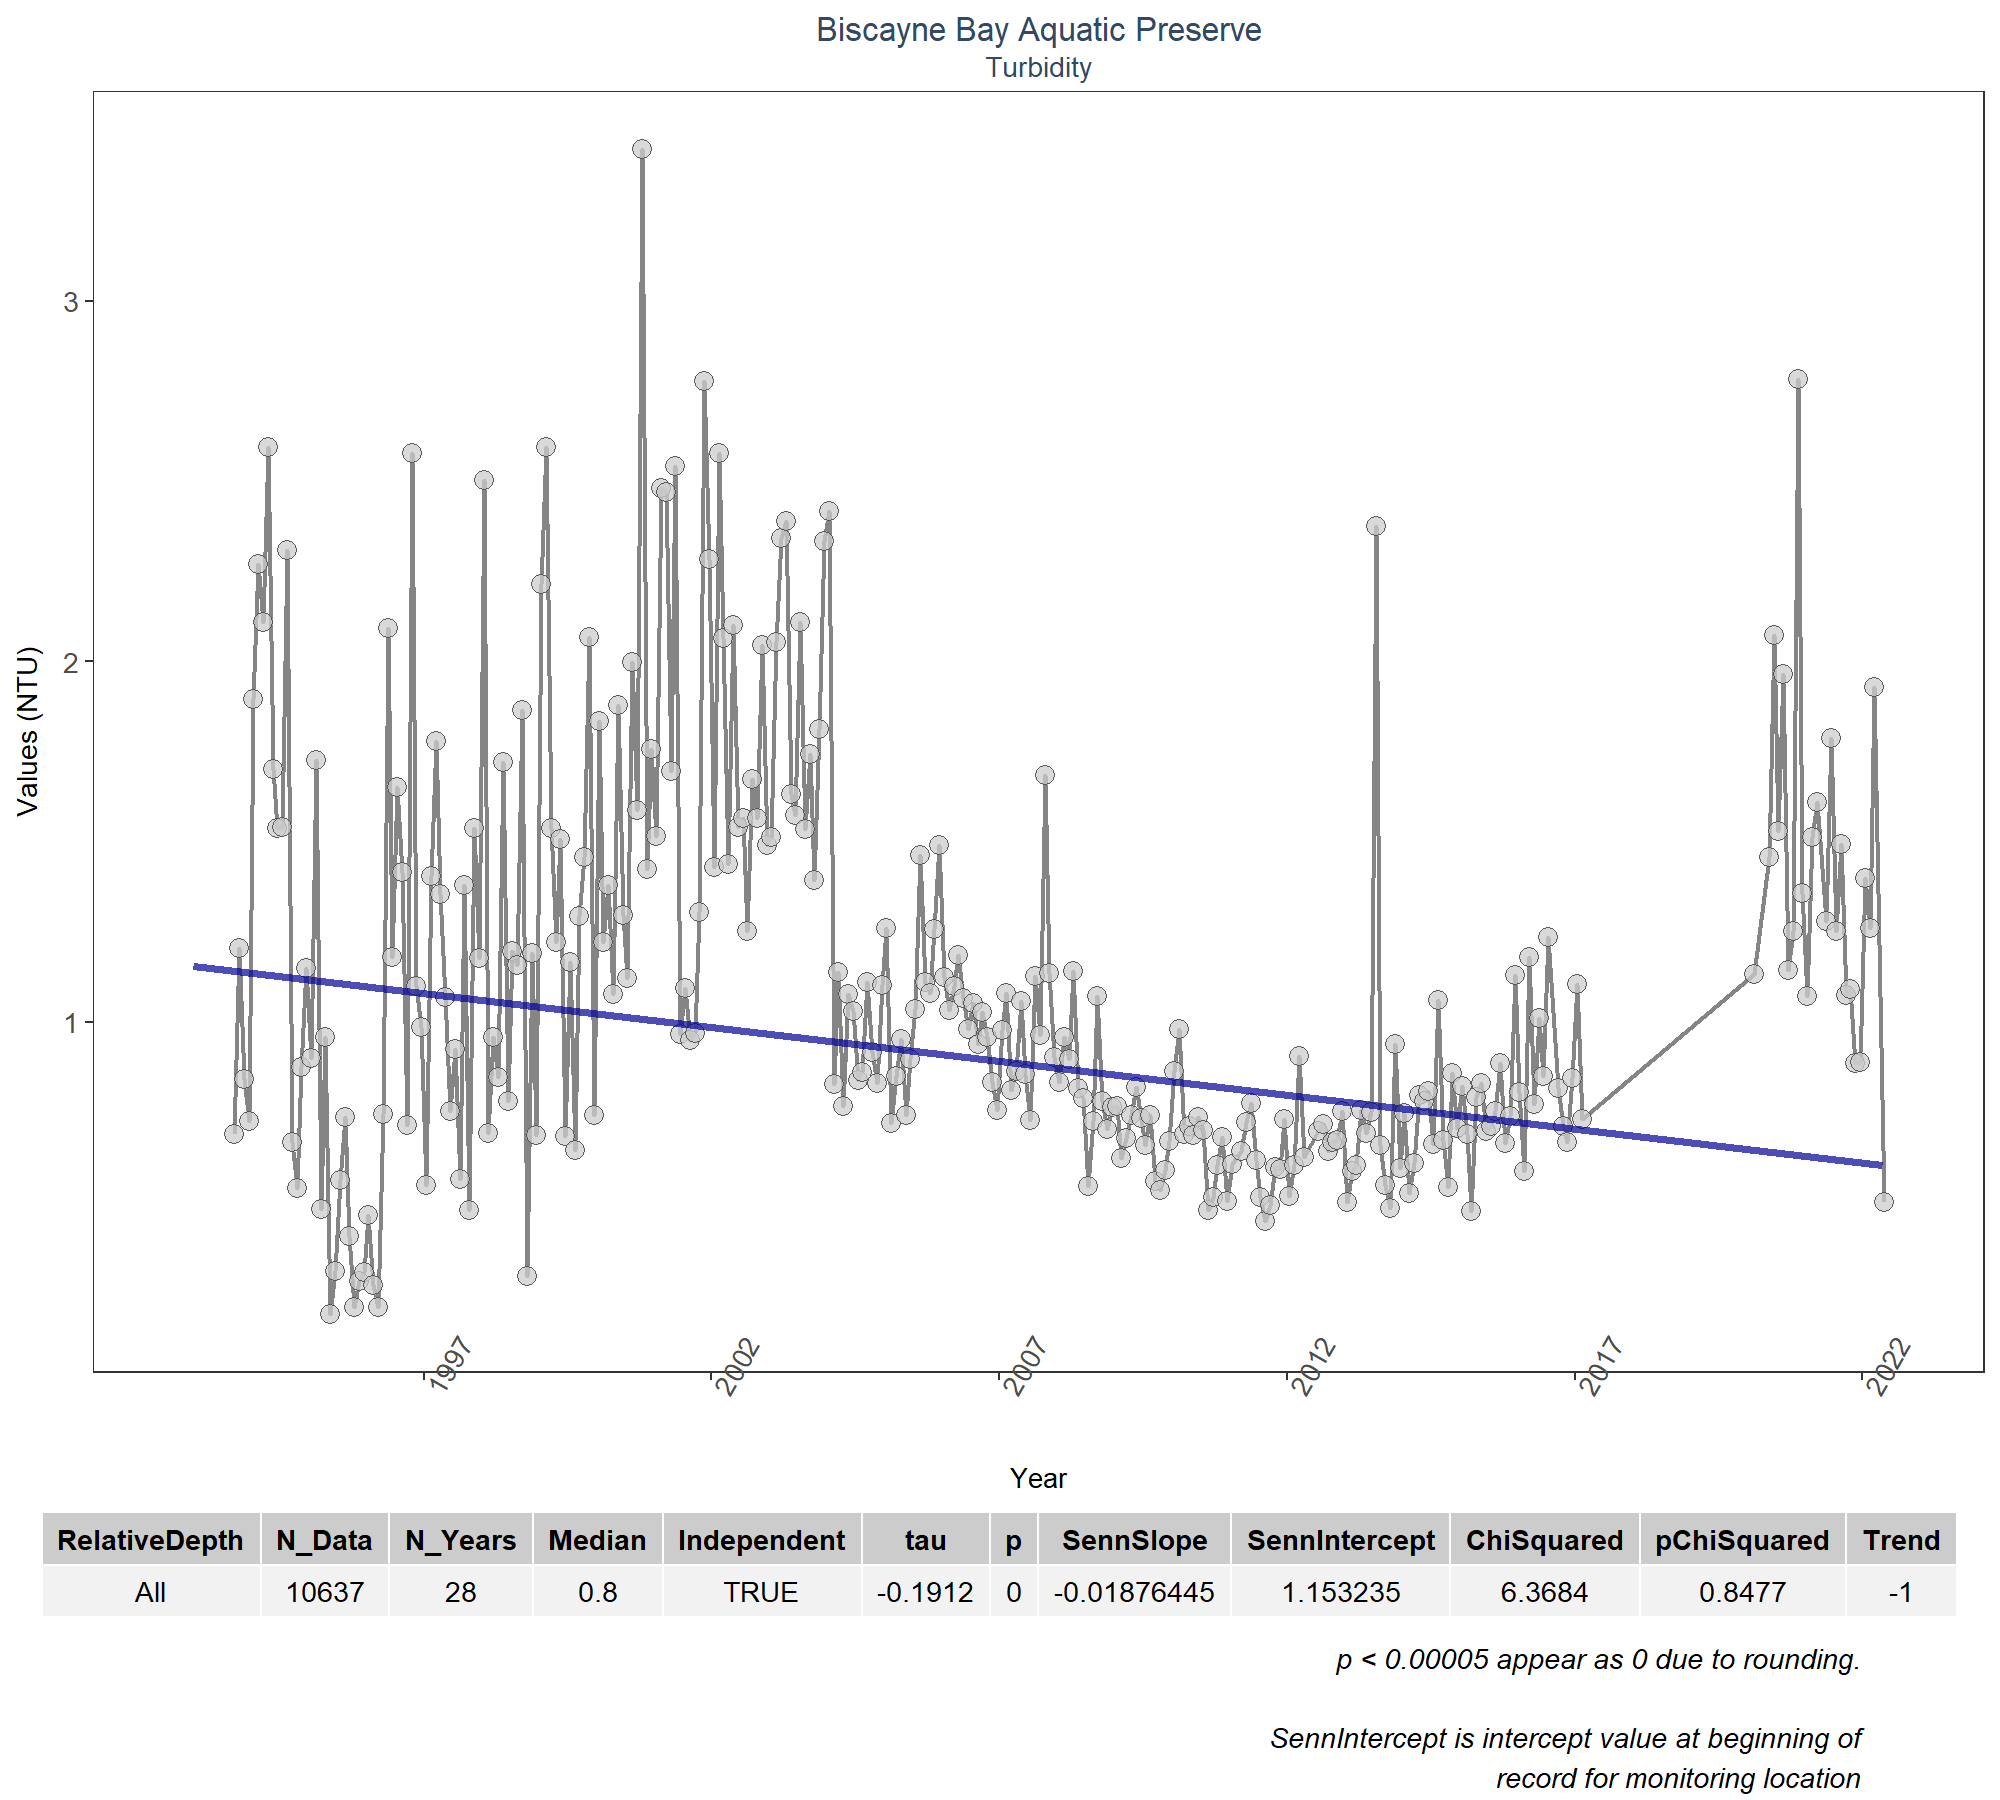 Biscayne Bay Aquatic Preserve
Turbidity
Values (NTU)
3
2
1
1997 2002 2007 2012 2017 2022
Year
RelativeDepth N_Data N_Years Median Independent tau p SennSlope SennIntercept ChiSquared pChiSquared Trend
All 10637 28 0.8 TRUE -0.1912 0 -0.01876445 1.153235 6.3684 0.8477 -1
p < 0.00005 appear as 0 due to rounding.
SennIntercept is intercept value at beginning of
record for monitoring location